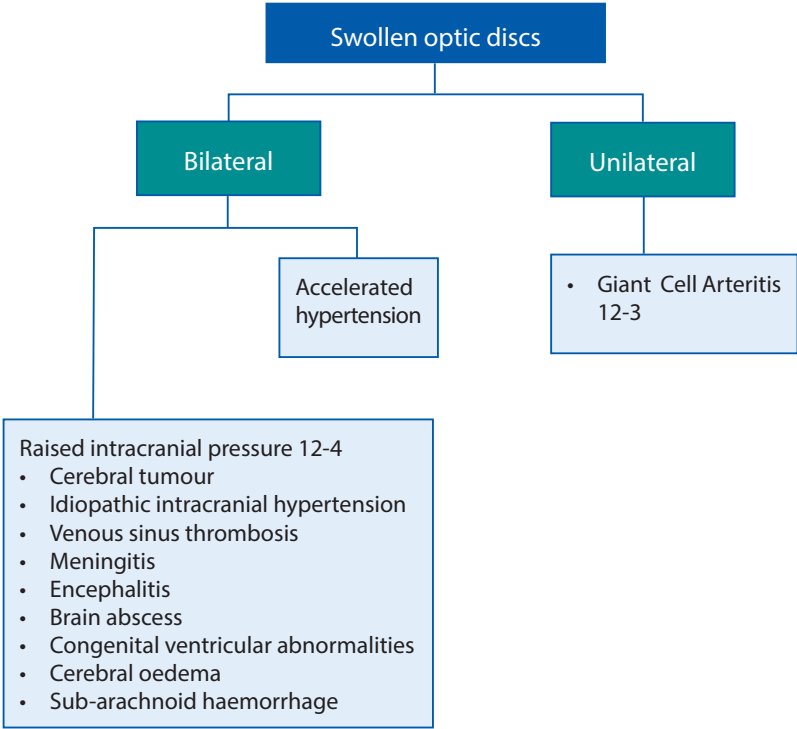 Swollen optic discs
Bilateral
Unilateral
Accelerated
hypertension
• Giant Cell Arteritis
12-3
Raised intracranial pressure 12-4
• Cerebral tumour
• Idiopathic intracranial hypertension
• Venous sinus thrombosis
• Meningitis
• Encephalitis
• Brain abscess
• Congenital ventricular abnormalities
• Cerebral oedema
• Sub-arachnoid haemorrhage